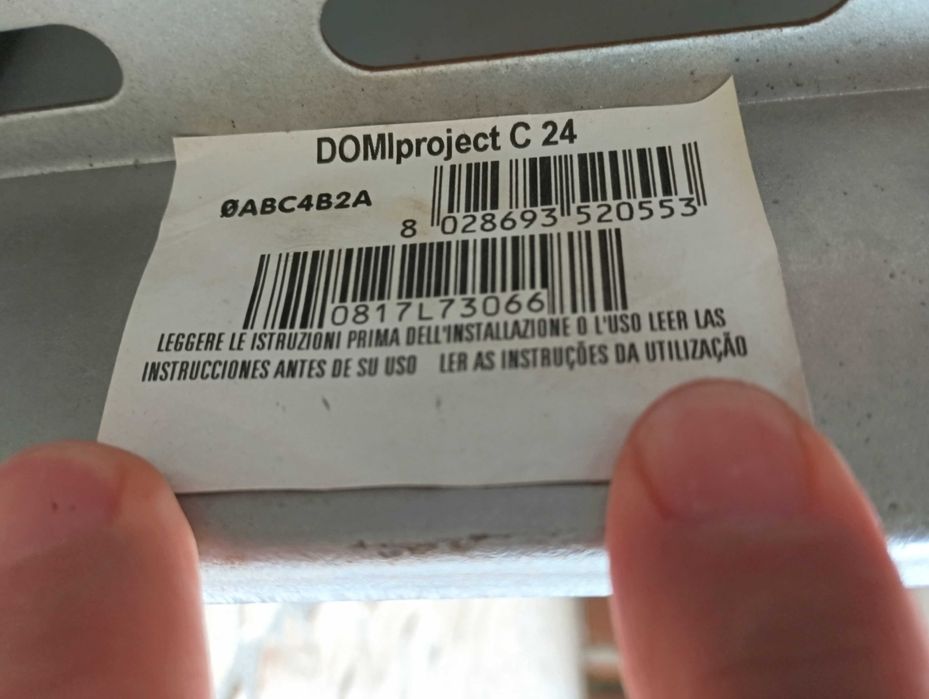 DOMIproject C 24
0ABC4B2A
8 028693 520553
0817L73066
LEGGERE LE ISTRUZIONI PRIMA DELL'INSTALLAZIONE O L'USO LEER LAS
INSTRUCCIONES ANTES DE SU USO LER AS INSTRUÇÕES DA UTILIZAÇÃO